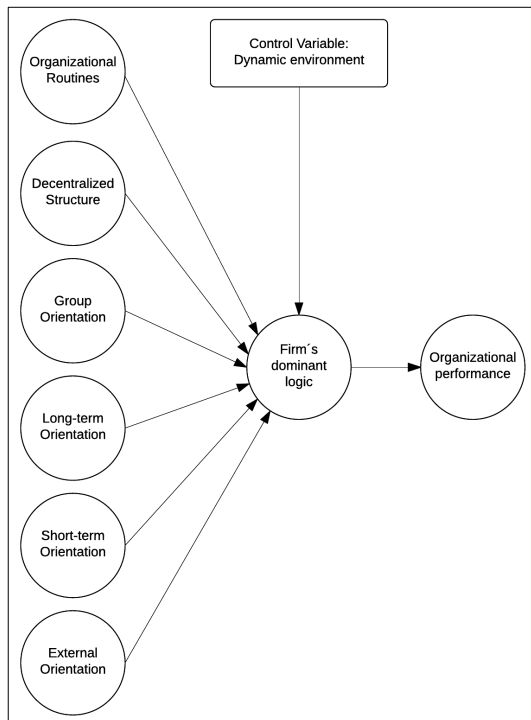 Organizational
Routines
Control Variable:
Dynamic environment
Decentralized
Structure
Group
Orientation
Firm´s
dominant
logic
Organizational
performance
Long-term
Orientation
Short-term
Orientation
External
Orientation